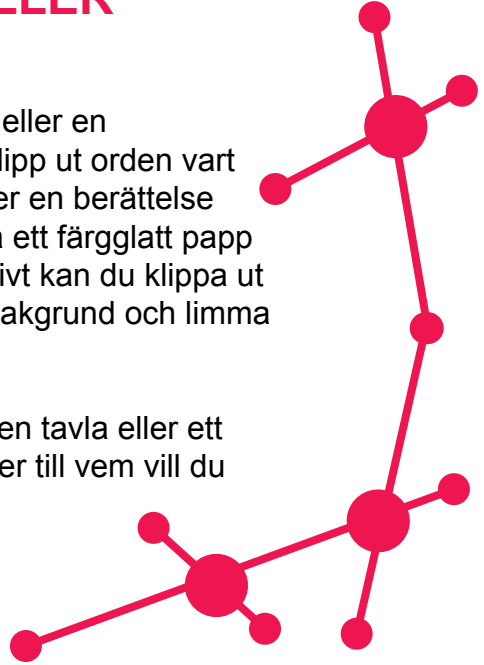 ELLER
eller en
lipp ut orden vart
er en berättelse
ett färgglatt papp
ivt kan du klippa ut
akgrund och limma
en tavla eller ett
er till vem vill du